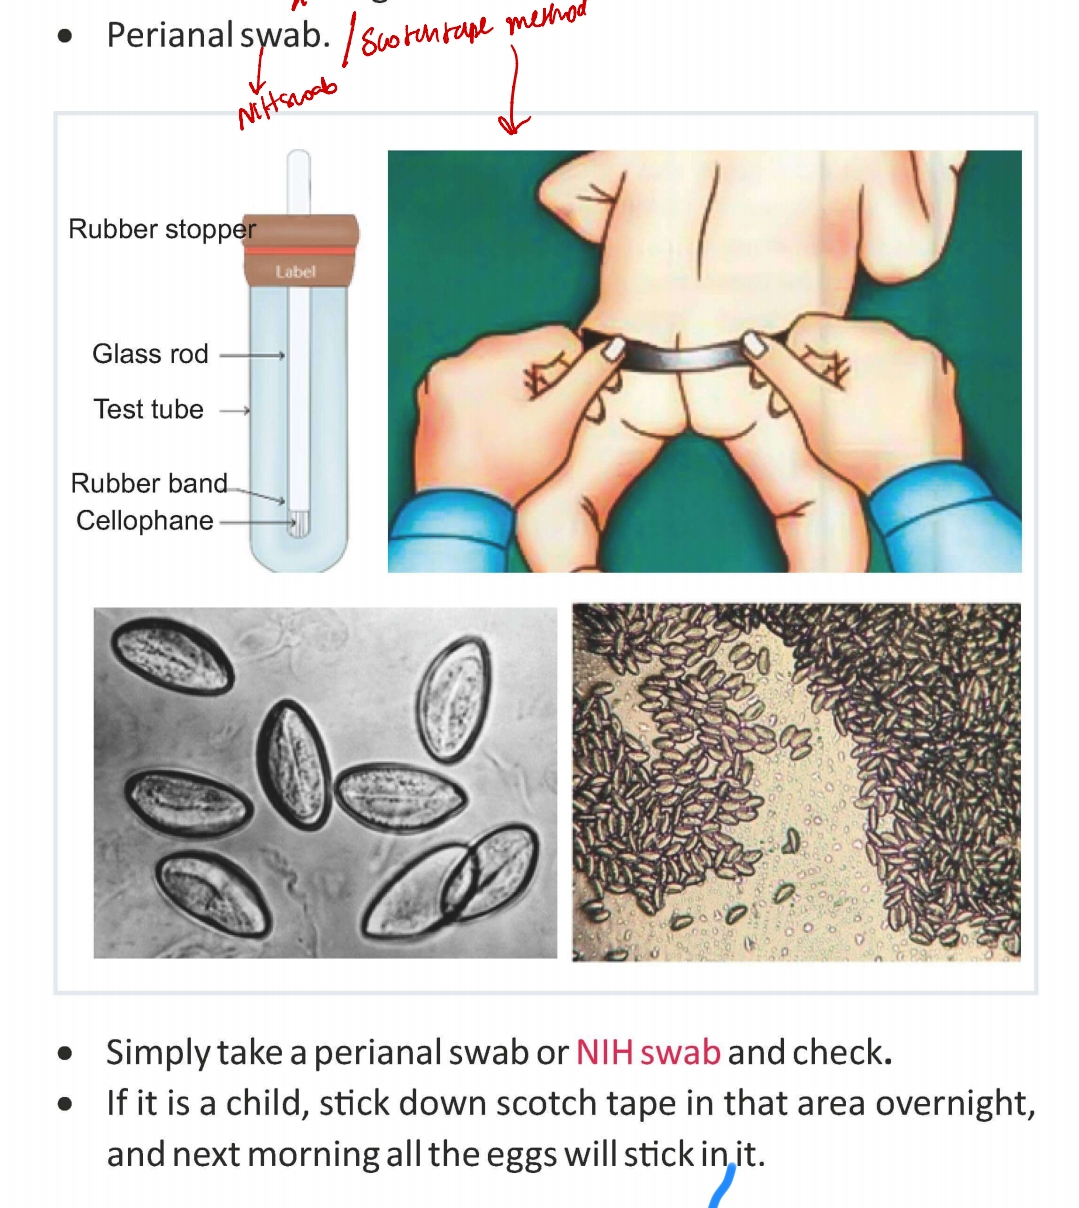 • Perianal swab. / Scotch tape method
NIH swab
Rubber stopper
Label
Glass rod
Test tube
Rubber band
Cellophane
• Simply take a perianal swab or NIH swab and check.
• If it is a child, stick down scotch tape in that area overnight,
and next morning all the eggs will stick in it.